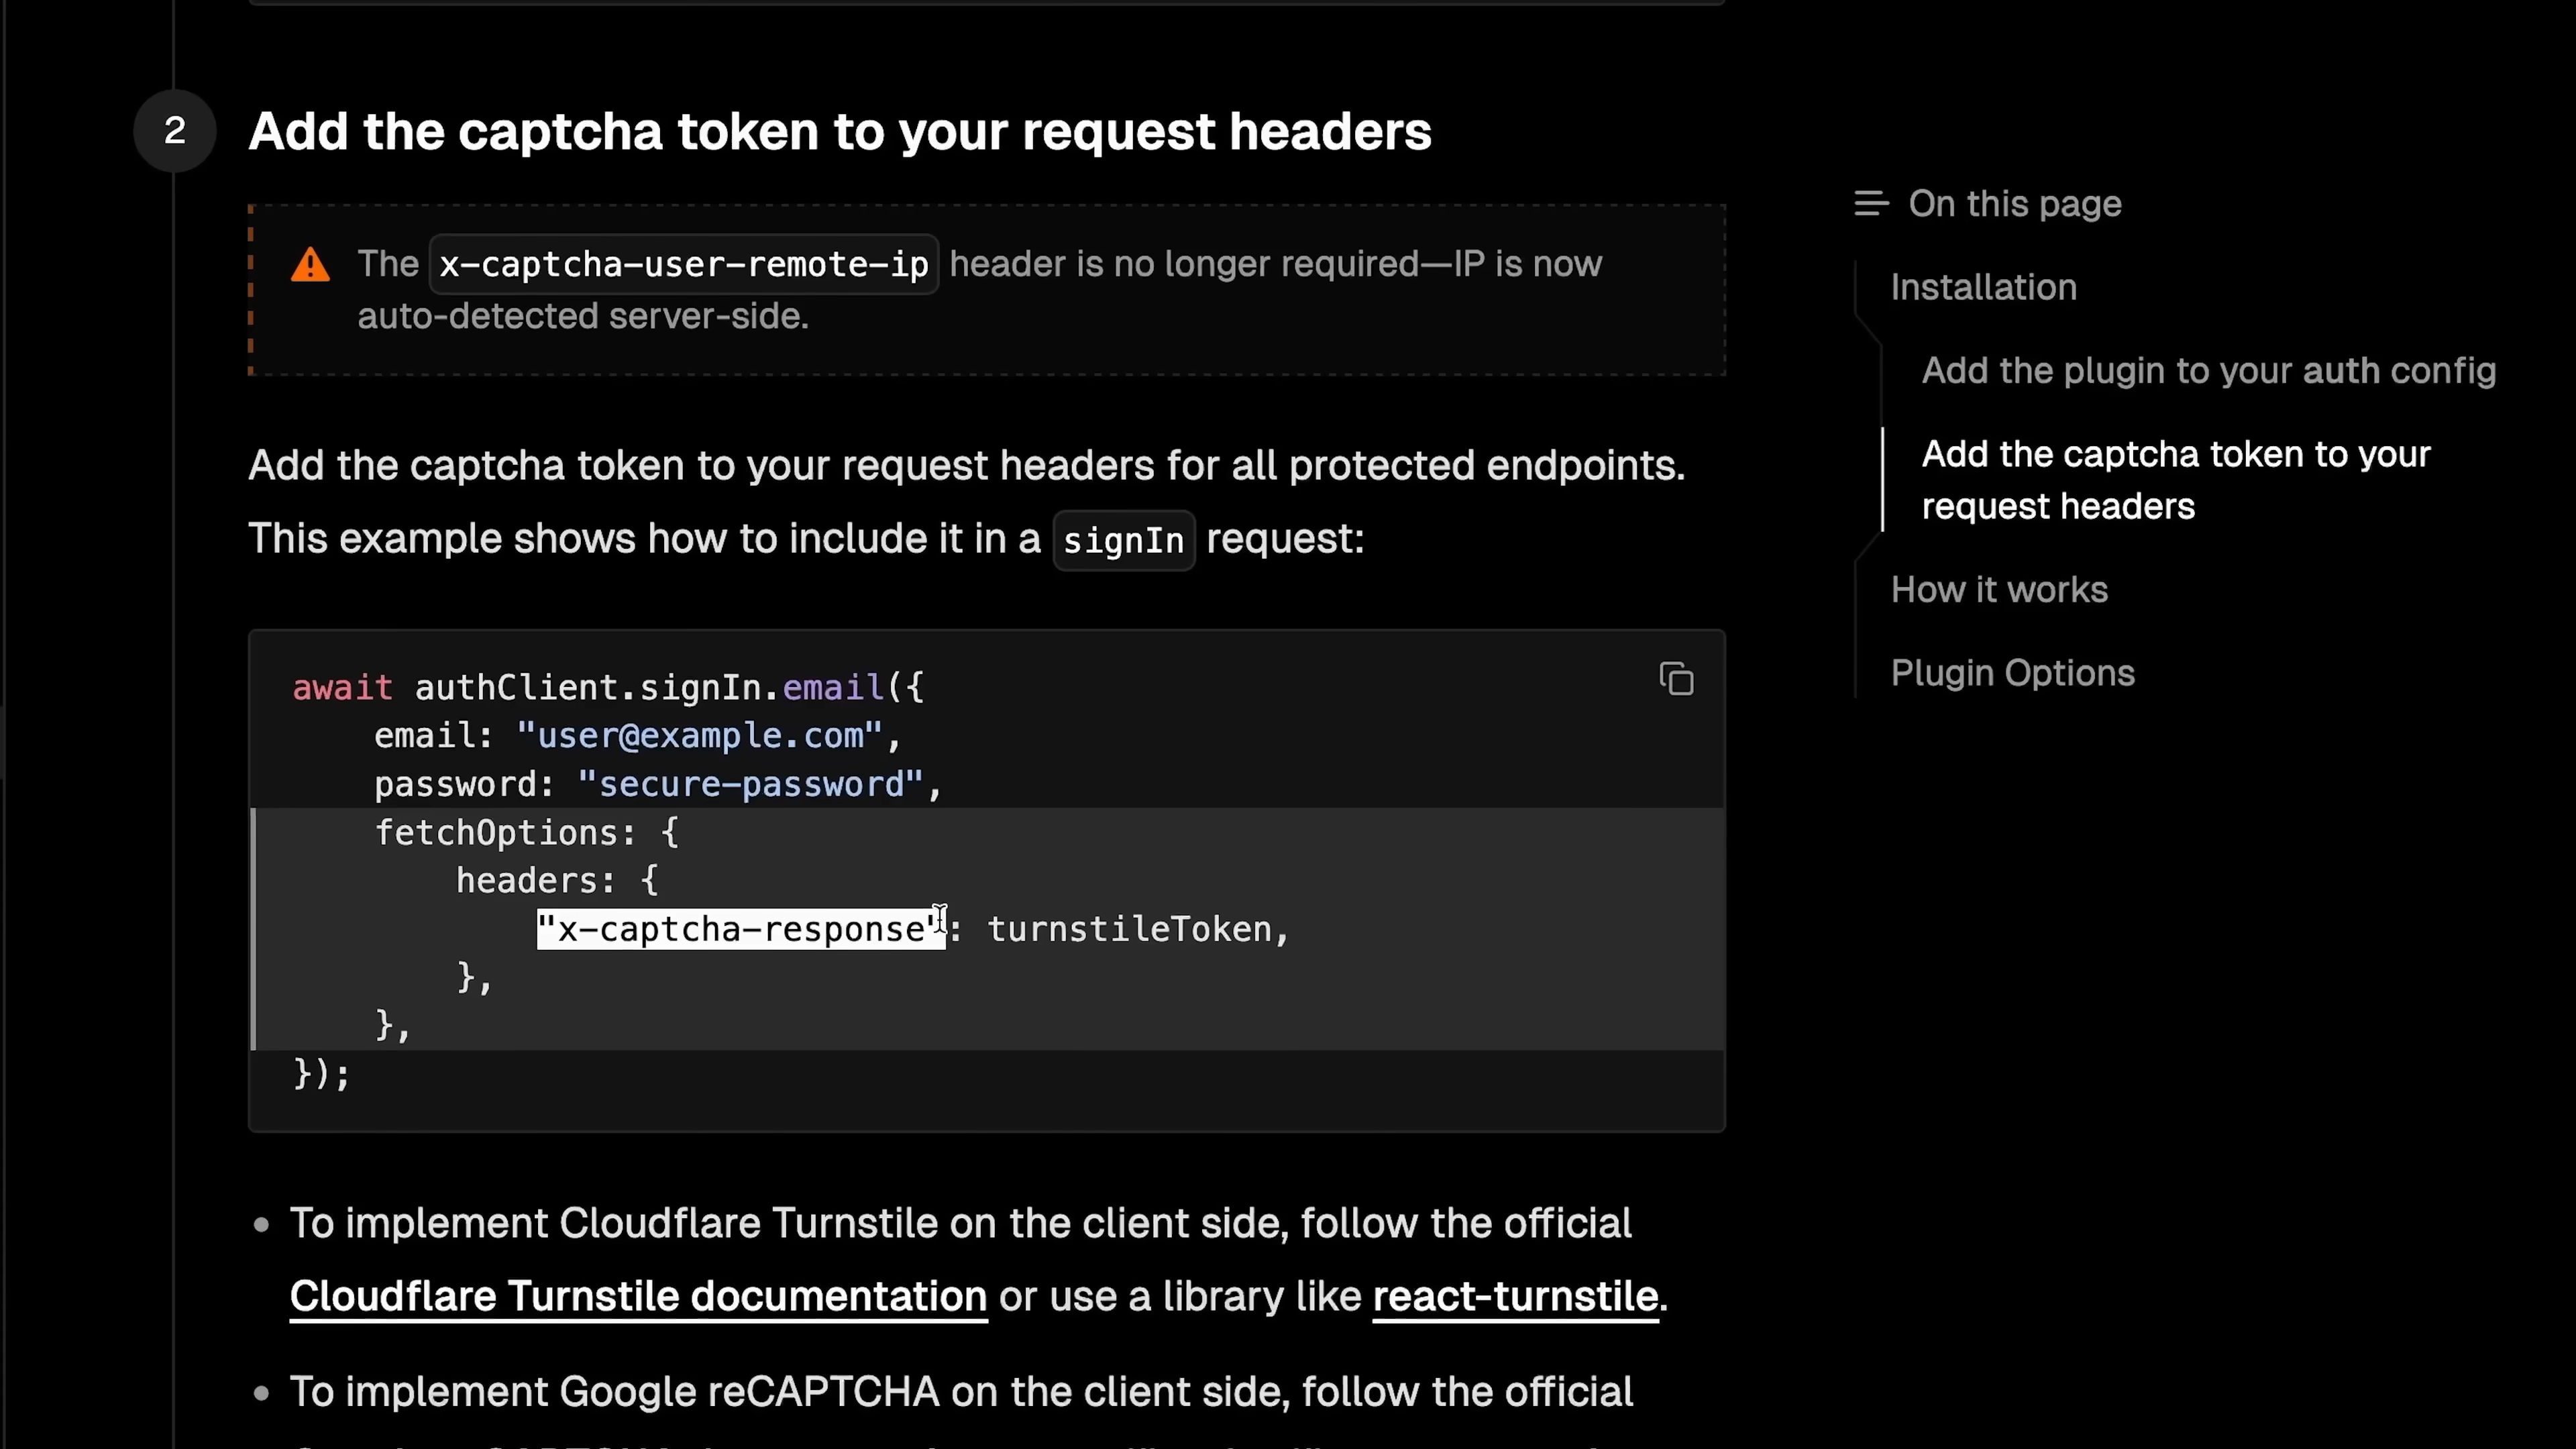 2
Add the captcha token to your request headers
The x-captcha-user-remote-ip header is no longer required—IP is now
auto-detected server-side.
Add the captcha token to your request headers for all protected endpoints.
This example shows how to include it in a signIn request:
await authClient.signIn.email({
    email: "user@example.com",
    password: "secure-password",
    fetchOptions: {
        headers: {
            "x-captcha-response": turnstileToken,
        },
    },
});
To implement Cloudflare Turnstile on the client side, follow the official
Cloudflare Turnstile documentation or use a library like react-turnstile.
To implement Google reCAPTCHA on the client side, follow the official
On this page
Installation
Add the plugin to your auth config
Add the captcha token to your
request headers
How it works
Plugin Options